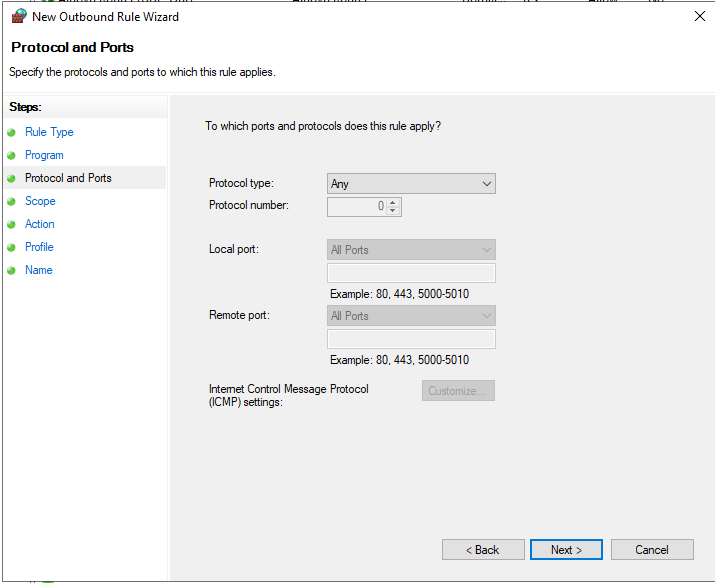 New Outbound Rule Wizard
Protocol and Ports
Specify the protocols and ports to which this rule applies.
Steps:
Rule Type
Program
Protocol and Ports
Scope
Action
Profile
Name
To which ports and protocols does this rule apply?
Protocol type: Any
Protocol number: 0
Local port: All Ports
Example: 80, 443, 5000-5010
Remote port: All Ports
Example: 80, 443, 5000-5010
Internet Control Message Protocol
(ICMP) settings: Customize...
< Back Next > Cancel